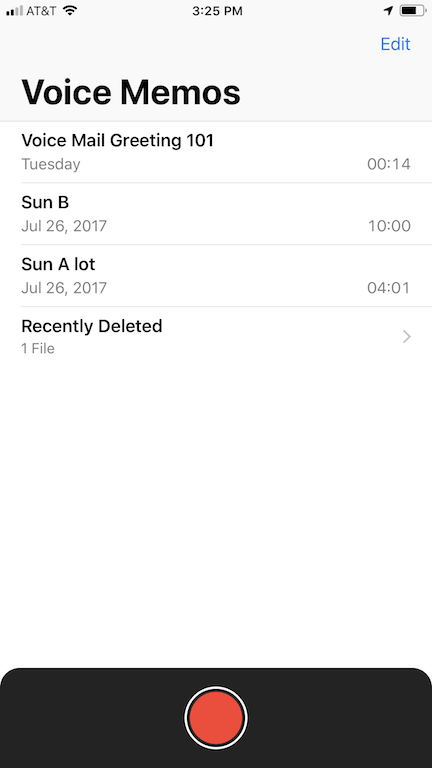 AT&T 3:25 PM
Edit
Voice Memos
Voice Mail Greeting 101
Tuesday 00:14
Sun B
Jul 26, 2017 10:00
Sun A lot
Jul 26, 2017 04:01
Recently Deleted
1 File